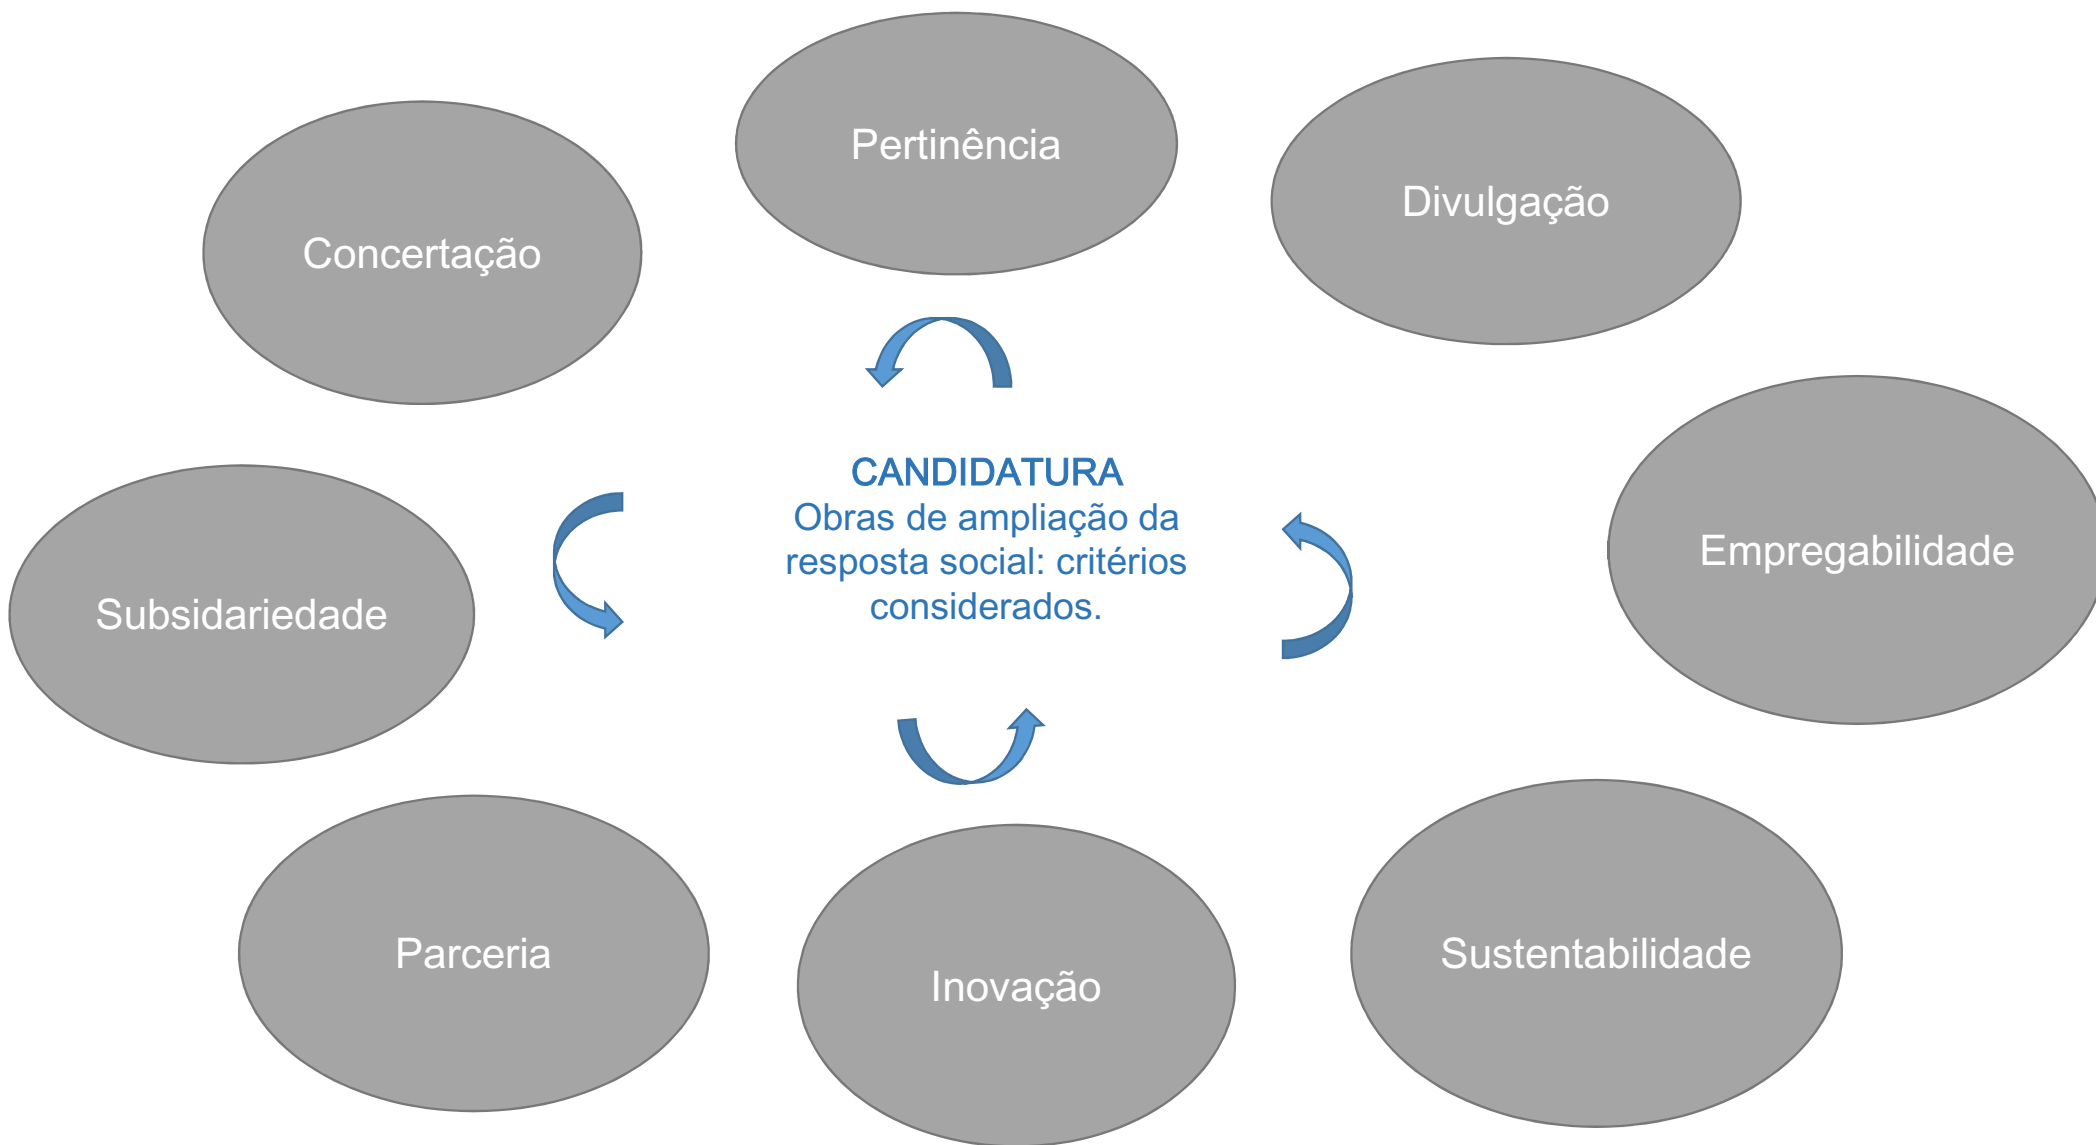 Pertinência
Divulgação
Concertação
CANDIDATURA
Obras de ampliação da
resposta social: critérios
considerados.
Empregabilidade
Subsidariedade
Parceria
Inovação
Sustentabilidade